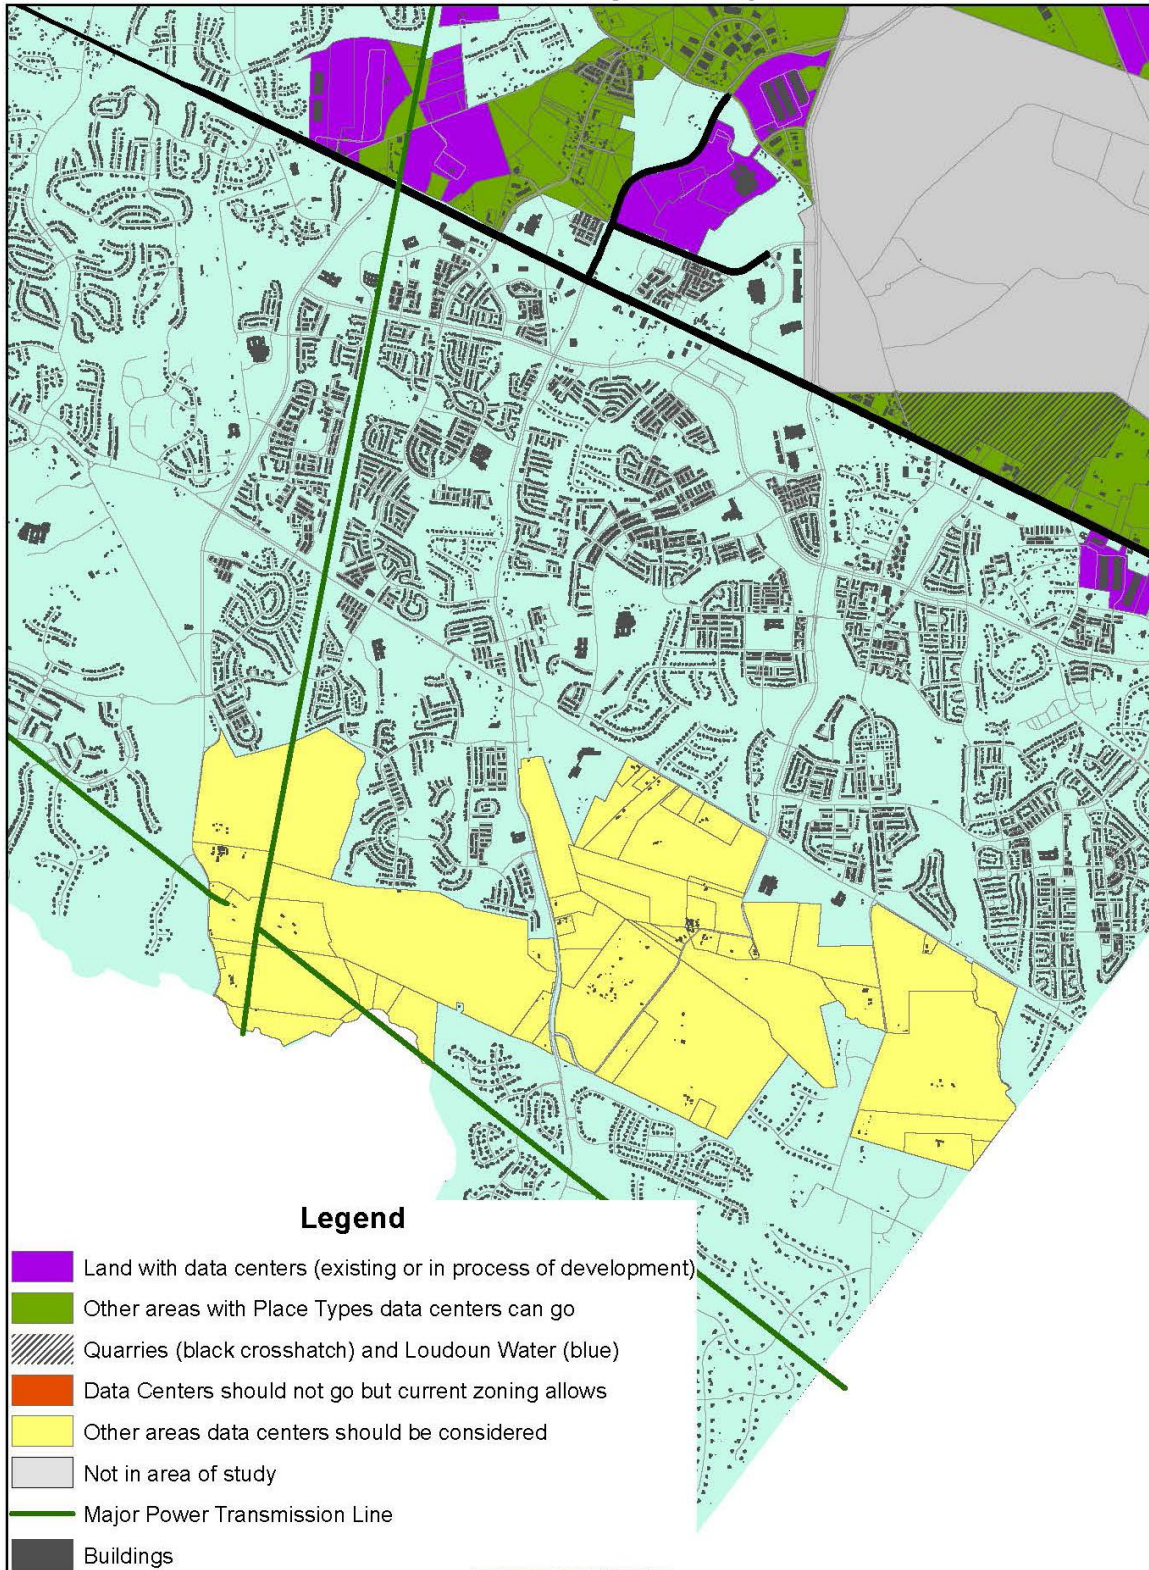 Legend
Land with data centers (existing or in process of development)
Other areas with Place Types data centers can go
Quarries (black crosshatch) and Loudoun Water (blue)
Data Centers should not go but current zoning allows
Other areas data centers should be considered
Not in area of study
Major Power Transmission Line
Buildings